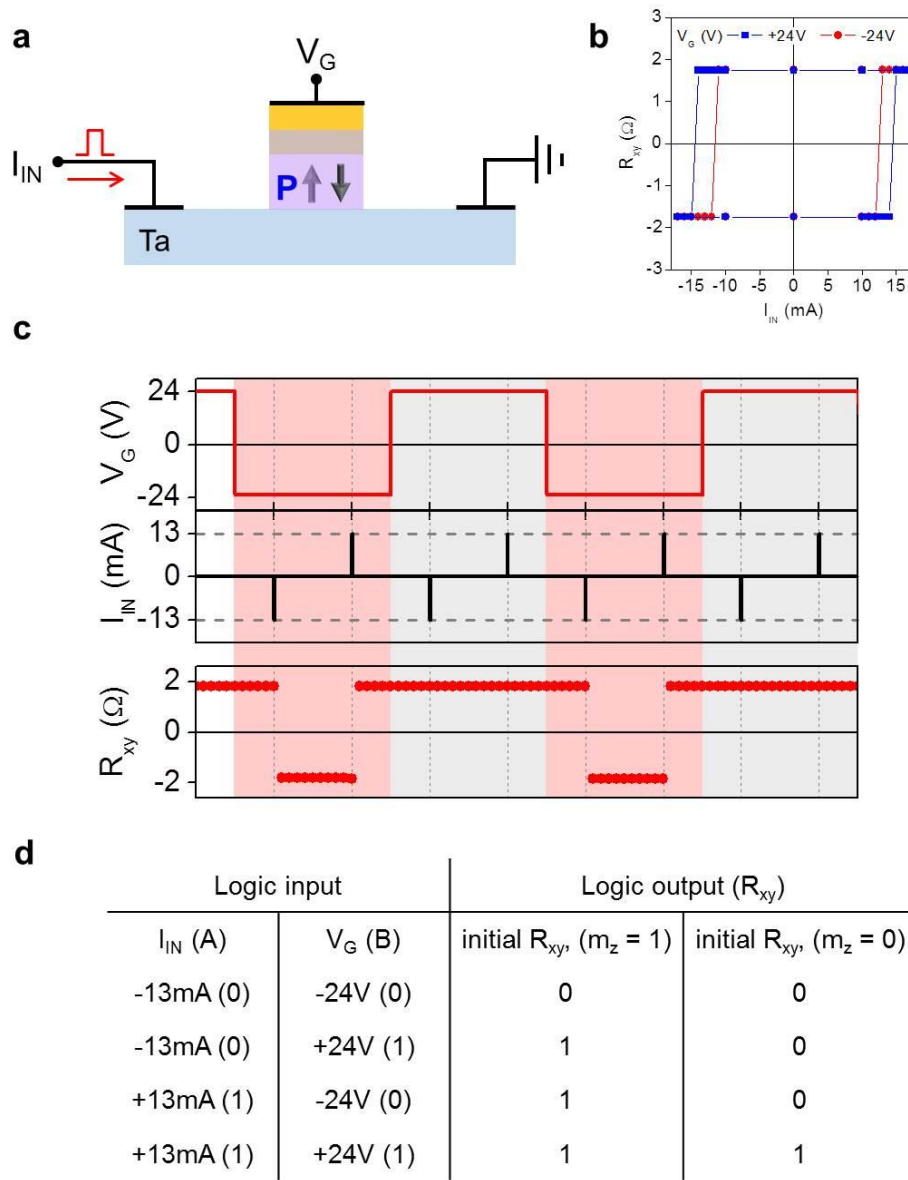 a
V_G
I_IN
P
Ta
b
V_G (V) +24V -24V
3
2
1
0
-1
-2
-3
R_xy (Ω)
-15 -10 -5 0 5 10 15
I_IN (mA)
c
24
0
-24
V_G (V)
13
0
-13
I_IN (mA)
2
0
-2
R_xy (Ω)
d
Logic input Logic output (R_xy)
I_IN (A) V_G (B) initial R_xy, (m_z = 1) initial R_xy, (m_z = 0)
-13mA (0) -24V (0) 0 0
-13mA (0) +24V (1) 1 0
+13mA (1) -24V (0) 1 0
+13mA (1) +24V (1) 1 1